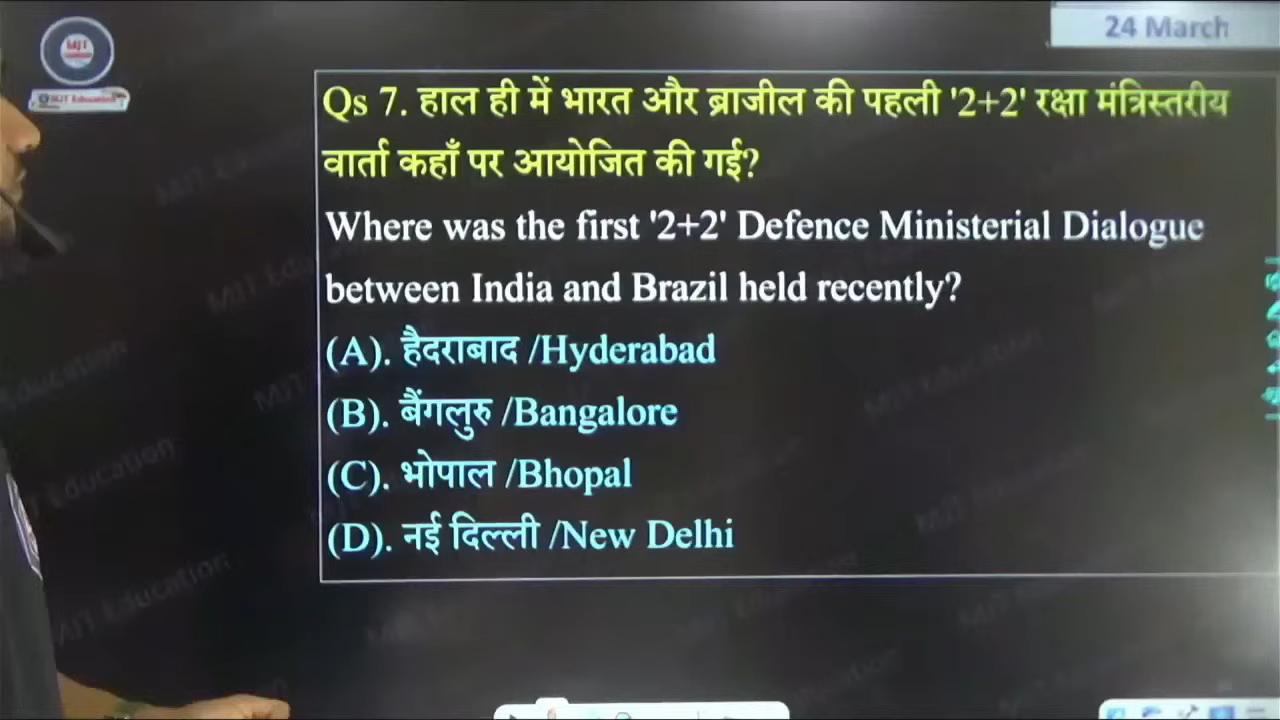 24 March
MJT
MJT Education
Qs 7. हाल ही में भारत और ब्राजील की पहली '2+2' रक्षा मंत्रिस्तरीय
वार्ता कहाँ पर आयोजित की गई?
Where was the first '2+2' Defence Ministerial Dialogue
between India and Brazil held recently?
(A). हैदराबाद /Hyderabad
(B). बैंगलुरु /Bangalore
(C). भोपाल /Bhopal
(D). नई दिल्ली /New Delhi